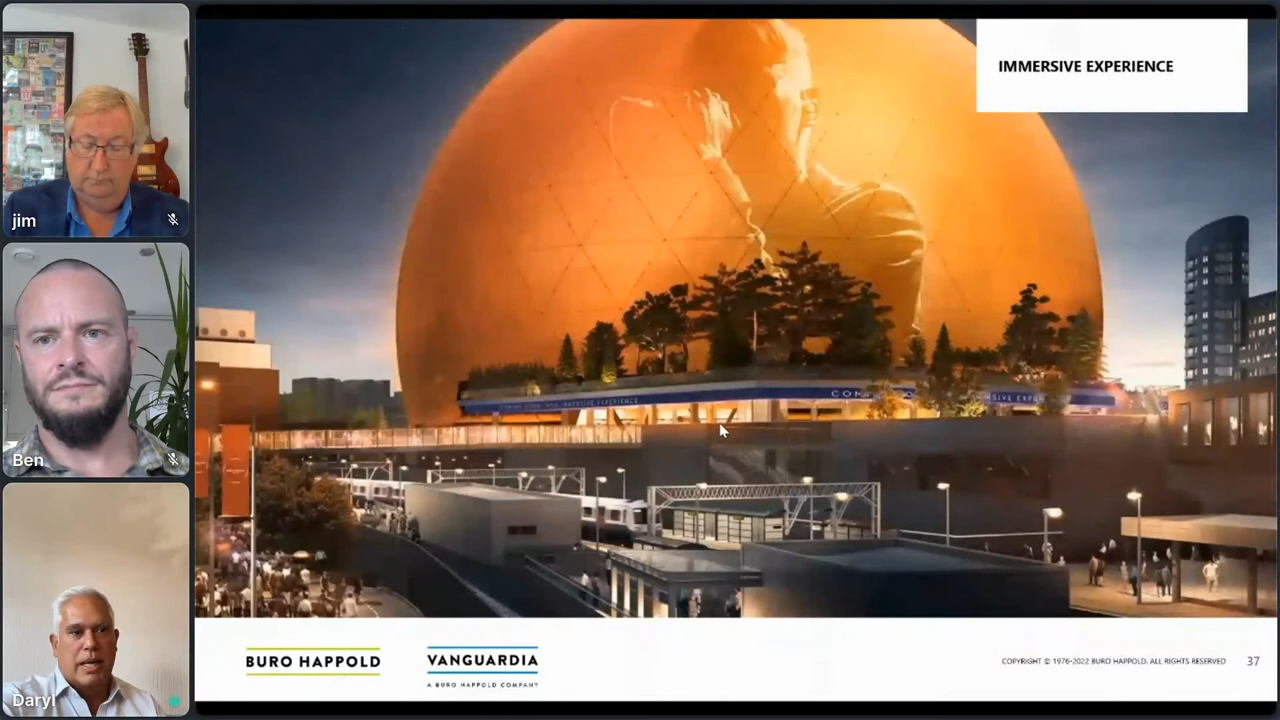 IMMERSIVE EXPERIENCE
jim
Ben
Daryl
BURO HAPPOLD
VANGUARDIA
A BURO HAPPOLD COMPANY
COPYRIGHT © 1976-2022 BURO HAPPOLD. ALL RIGHTS RESERVED
37